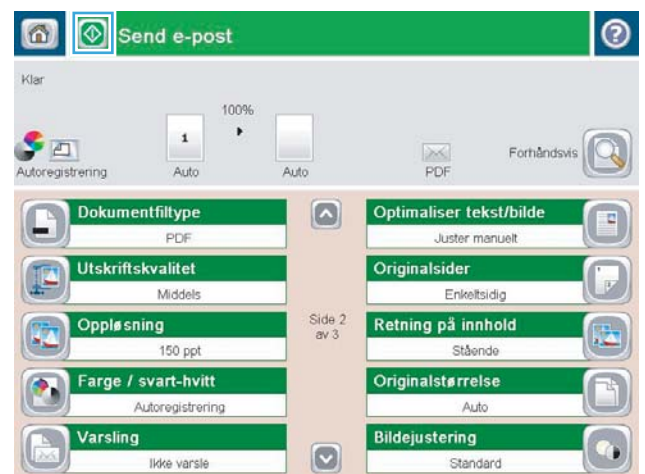 Send e-post
Klar
100%
1
Autoregistrering
Auto
Auto
PDF
Forhåndsvis
Dokumentfiltype
PDF
Utskriftskvalitet
Middels
Oppløsning
150 ppt
Farge / svart-hvitt
Autoregistrering
Varsling
Ikke varsle
Side 2
av 3
Optimaliser tekst/bilde
Juster manuelt
Originalsider
Enkeltsidig
Retning på innhold
Stående
Originalstørrelse
Auto
Bildejustering
Standard